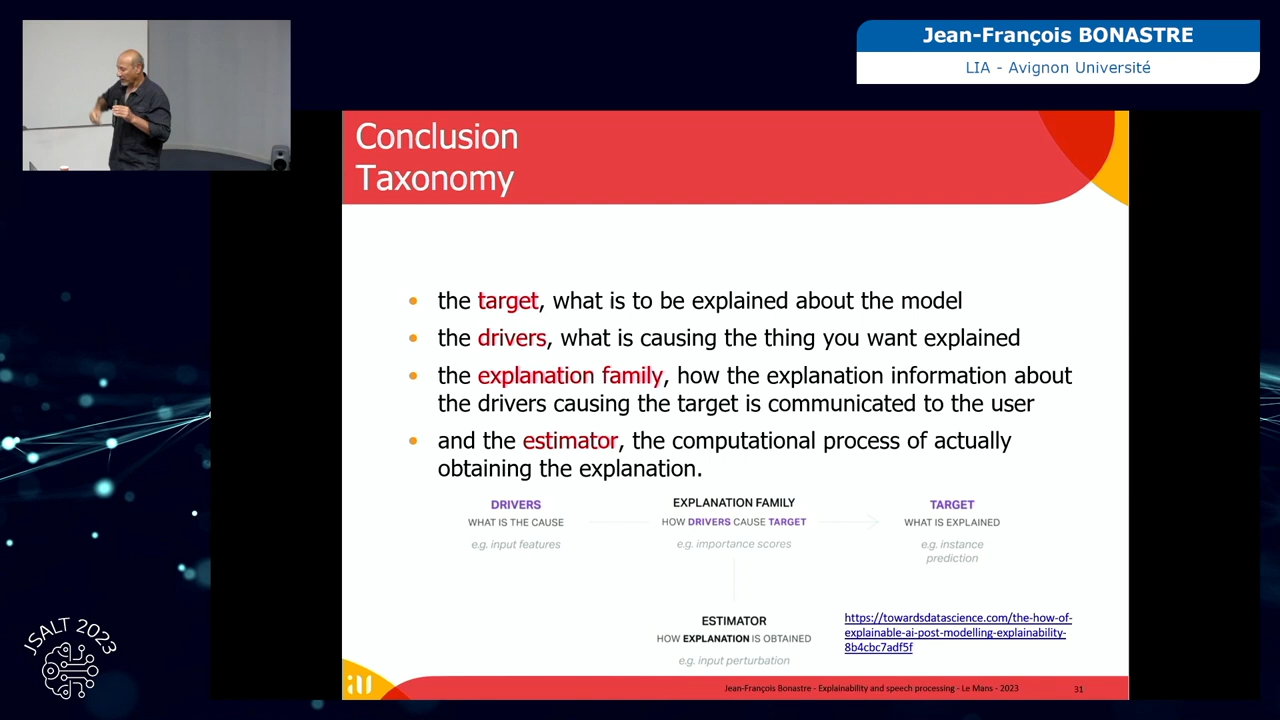 Jean-François BONASTRE
LIA - Avignon Université
Conclusion
Taxonomy
• the target, what is to be explained about the model
• the drivers, what is causing the thing you want explained
• the explanation family, how the explanation information about
the drivers causing the target is communicated to the user
• and the estimator, the computational process of actually
obtaining the explanation.
DRIVERS
WHAT IS THE CAUSE
e.g. input features
EXPLANATION FAMILY
HOW DRIVERS CAUSE TARGET
e.g. importance scores
TARGET
WHAT IS EXPLAINED
e.g. instance
prediction
ESTIMATOR
HOW EXPLANATION IS OBTAINED
e.g. input perturbation
https://towardsdatascience.com/the-how-of-
explainable-ai-post-modelling-explainability-
8b4cbc7adf5f
Jean-François Bonastre - Explainability and speech processing - Le Mans - 2023
31
JSALT 2023